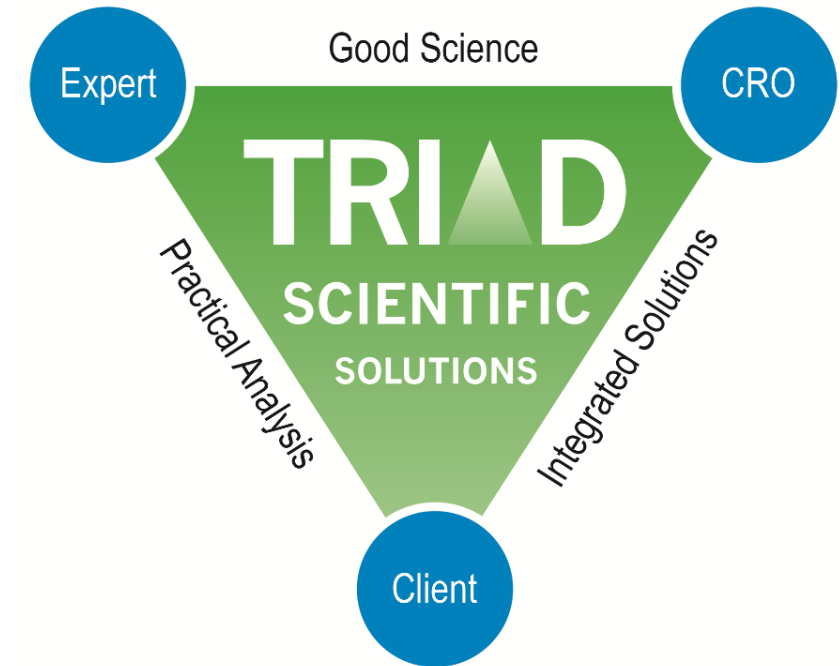 Good Science
Expert
CRO
TRIAD
SCIENTIFIC
SOLUTIONS
Practical Analysis
Integrated Solutions
Client